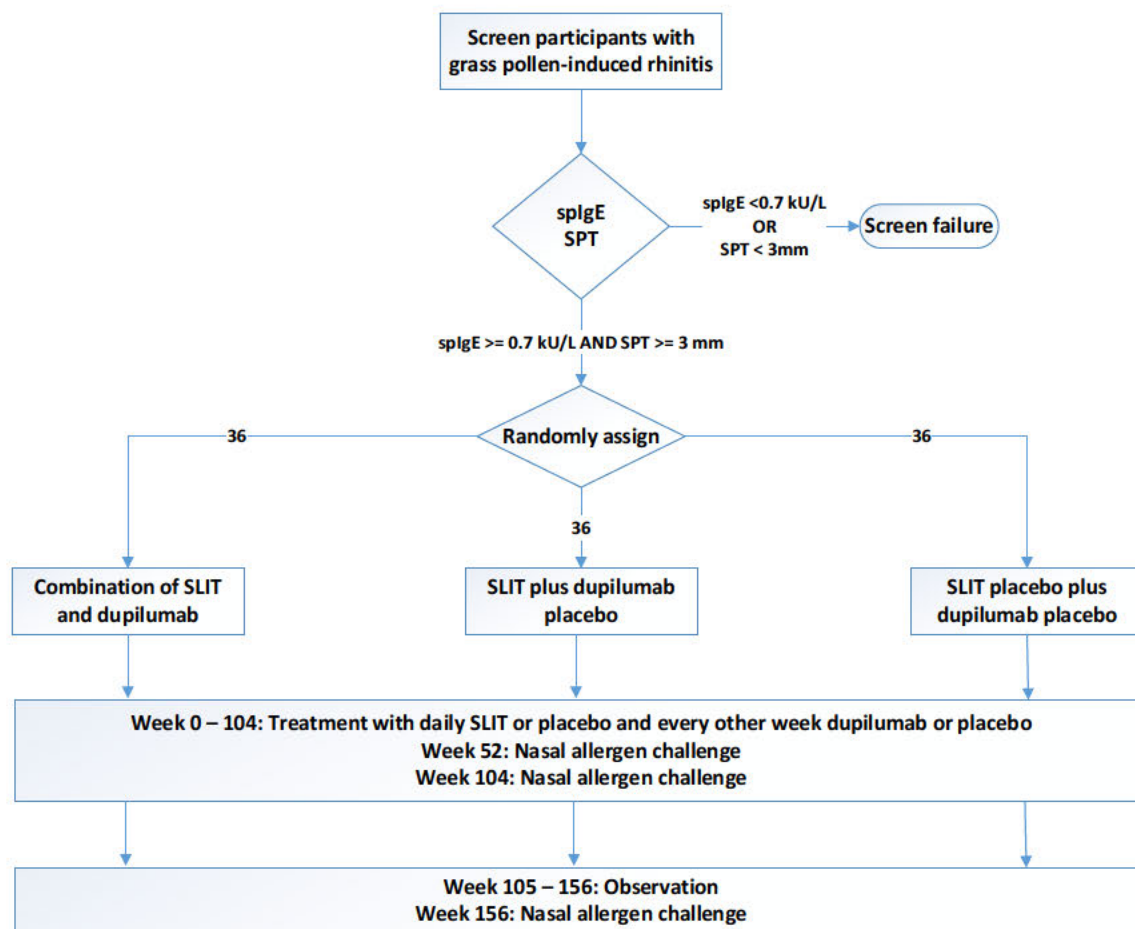 Screen participants with
grass pollen-induced rhinitis
spIgE
SPT
spIgE <0.7 kU/L
OR
SPT < 3mm
Screen failure
spIgE >= 0.7 kU/L AND SPT >= 3 mm
Randomly assign
36
36
36
Combination of SLIT
and dupilumab
SLIT plus dupilumab
placebo
SLIT placebo plus
dupilumab placebo
Week 0 – 104: Treatment with daily SLIT or placebo and every other week dupilumab or placebo
Week 52: Nasal allergen challenge
Week 104: Nasal allergen challenge
Week 105 – 156: Observation
Week 156: Nasal allergen challenge